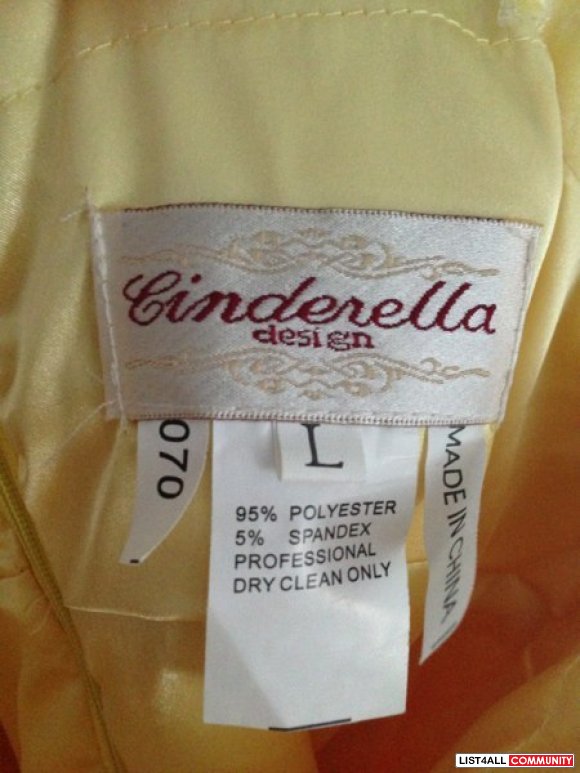 Cinderella
design
L
070
95% POLYESTER
5% SPANDEX
PROFESSIONAL
DRY CLEAN ONLY
MADE IN CHINA
LIST4ALL COMMUNITY